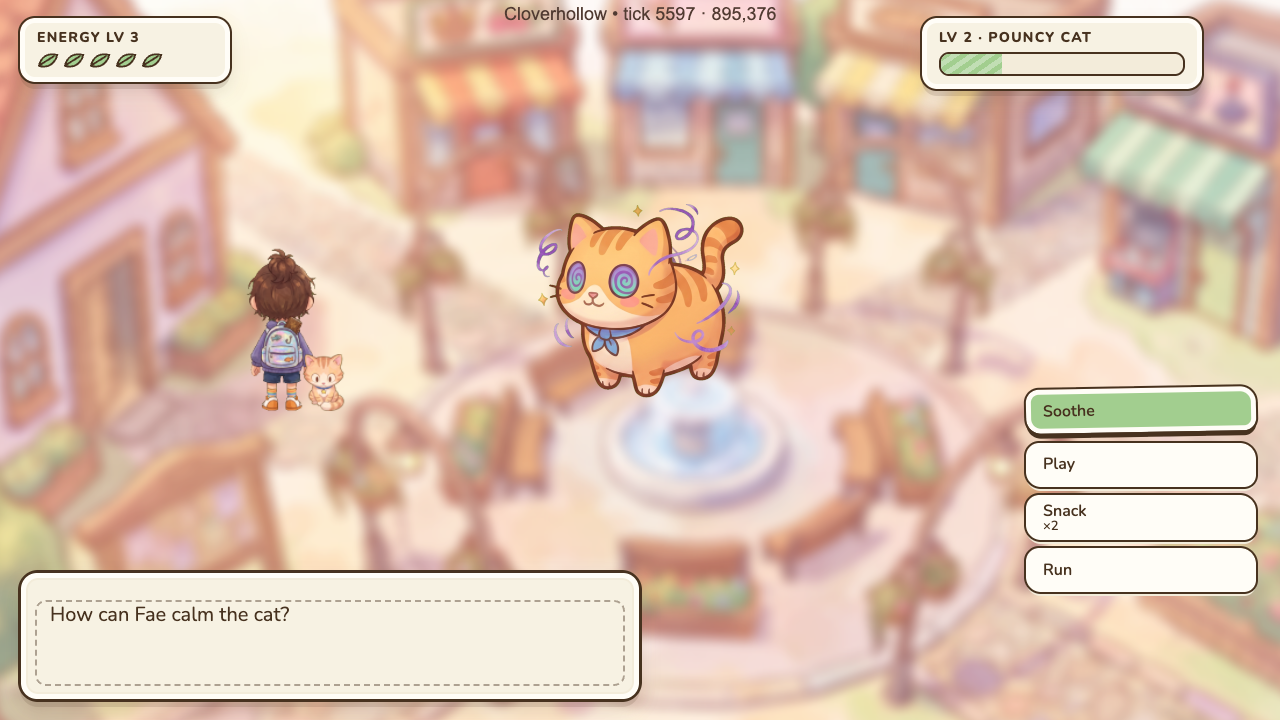 Cloverhollow • tick 5597 · 895,376
ENERGY LV 3
LV 2 · POUNCY CAT
Soothe
Play
Snack
×2
Run
How can Fae calm the cat?